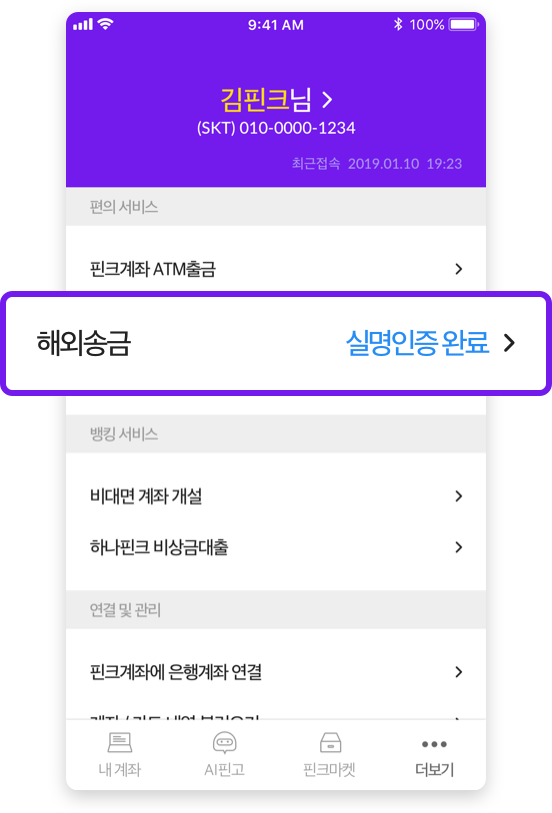 9:41 AM 100%
김핀크님
(SKT) 010-0000-1234
최근접속 2019.01.10 19:23
편의 서비스
핀크계좌 ATM출금
해외송금 실명인증 완료
뱅킹 서비스
비대면 계좌 개설
하나핀크 비상금대출
연결 및 관리
핀크계좌에 은행계좌 연결
내 계좌 AI핀고 핀크마켓 더보기